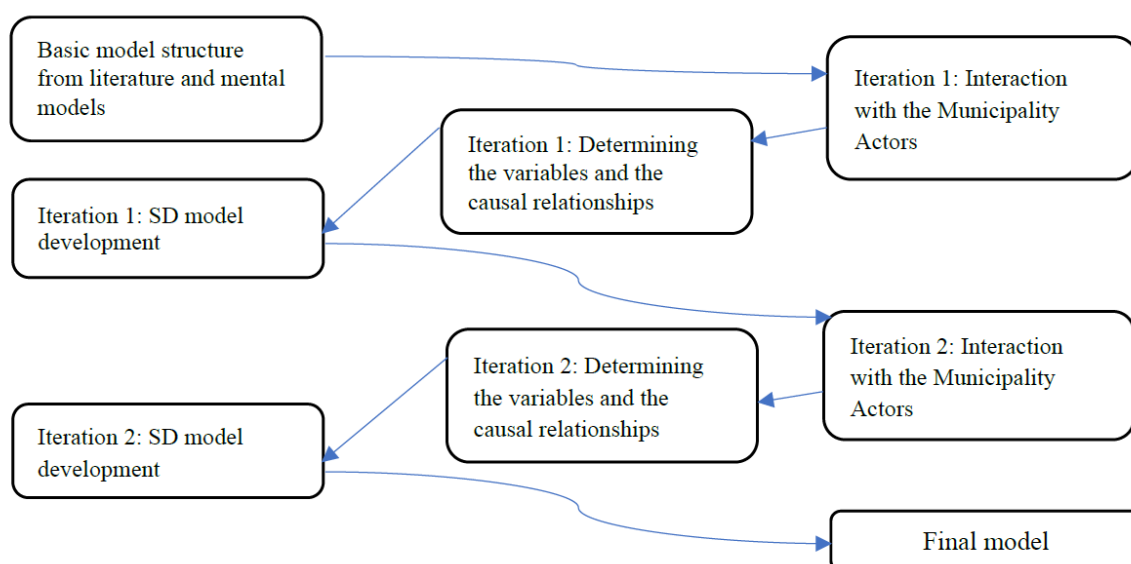 Basic model structure
from literature and mental
models
Iteration 1: Interaction
with the Municipality
Actors
Iteration 1: Determining
the variables and the
causal relationships
Iteration 1: SD model
development
Iteration 2: Interaction
with the Municipality
Actors
Iteration 2: Determining
the variables and the
causal relationships
Iteration 2: SD model
development
Final model